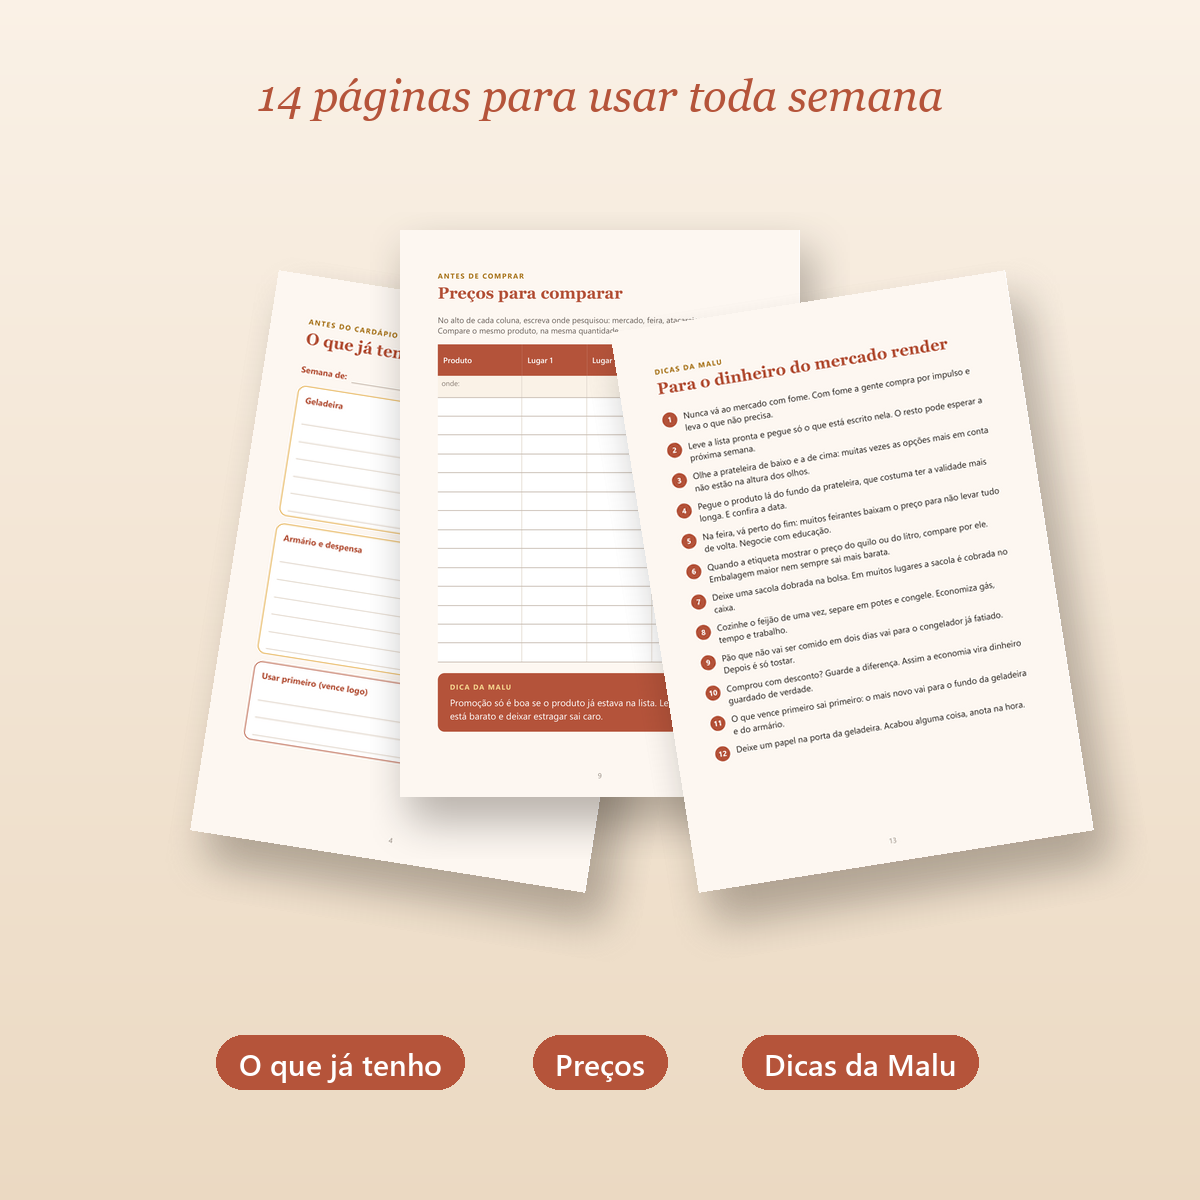 14 páginas para usar toda semana
ANTES DO CARDÁPIO
O que já
Semana de:
Geladeira
Armário e despensa
Usar primeiro (vence logo)
4
ANTES DE COMPRAR
Preços para comparar
No alto de cada coluna, escreva onde pesquisou: mercado, feira,
Compare o mesmo produto, na mesma quantidade
Produto
Lugar 1
Lugar
onde:
DICA DA MALU
Promoção só é boa se o produto já estava na lista.
está barato e deixar estragar sai caro.
9
DICAS DA MALU
Para o dinheiro do mercado render
1 Nunca vá ao mercado com fome. Com fome a gente compra por impulso e
leva o que não precisa.
2 Leve a lista pronta e pegue só o que está escrito nela. O resto pode esperar a
próxima semana.
3 Olhe a prateleira de baixo e a de cima: muitas vezes as opções mais em conta
não estão na altura dos olhos.
4 Pegue o produto lá do fundo da prateleira, que costuma ter a validade mais
longa. E confira a data.
5 Na feira, vá perto do fim: muitos feirantes baixam o preço para não levar tudo
de volta. Negocie com educação.
6 Quando a etiqueta mostrar o preço do quilo ou do litro, compare por ele.
Embalagem maior nem sempre sai mais barata.
7 Deixe uma sacola dobrada na bolsa. Em muitos lugares a sacola é cobrada no
caixa.
8 Cozinhe o feijão de uma vez, separe em potes e congele. Economiza gás,
tempo e trabalho.
9 Pão que não vai ser comido em dois dias vai para o congelador já fatiado.
Depois é só tostar.
10 Comprou com desconto? Guarde a diferença. Assim a economia vira dinheiro
guardado de verdade.
11 O que vence primeiro sai primeiro: o mais novo vai para o fundo da geladeira
e do armário.
12 Deixe um papel na porta da geladeira. Acabou alguma coisa, anota na hora.
13
O que já tenho
Preços
Dicas da Malu